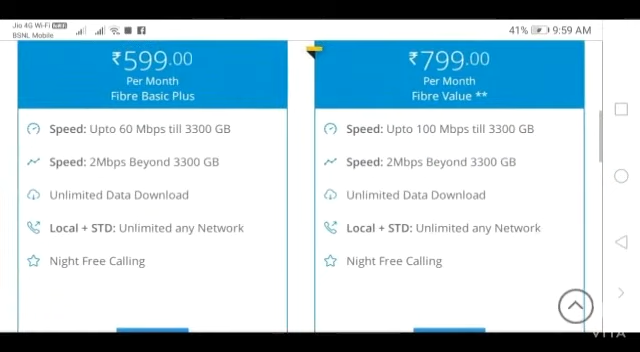 Jio 4G Wi-Fi VoWiFi
BSNL Mobile
41% 9:59 AM
₹599.00
Per Month
Fibre Basic Plus
Speed: Upto 60 Mbps till 3300 GB
Speed: 2Mbps Beyond 3300 GB
Unlimited Data Download
Local + STD: Unlimited any Network
Night Free Calling
₹799.00
Per Month
Fibre Value **
Speed: Upto 100 Mbps till 3300 GB
Speed: 2Mbps Beyond 3300 GB
Unlimited Data Download
Local + STD: Unlimited any Network
Night Free Calling
VITA